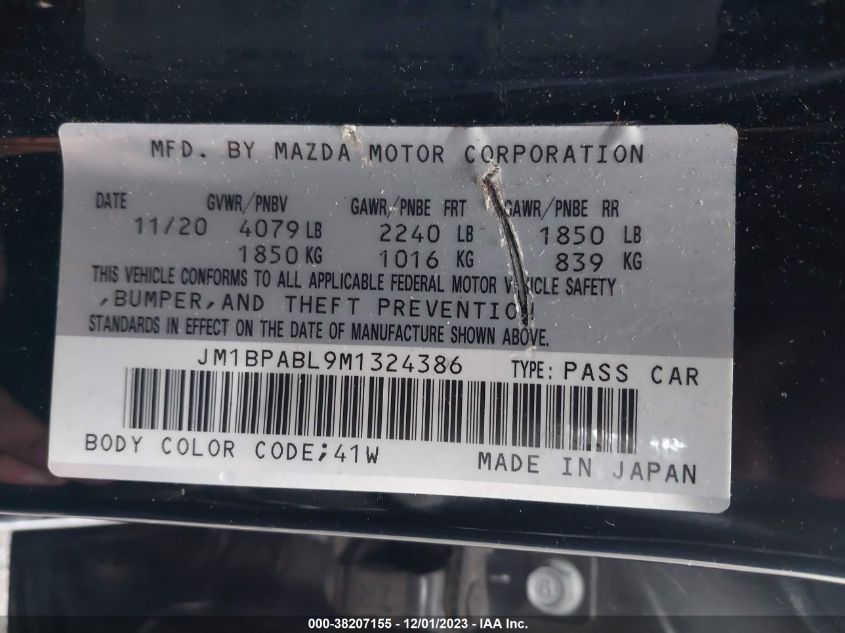 MFD. BY MAZDA MOTOR CORPORATION
DATE GVWR/PNBV GAWR/PNBE FRT GAWR/PNBE RR
11/20 4079 LB 2240 LB 1850 LB
1850 KG 1016 KG 839 KG
THIS VEHICLE CONFORMS TO ALL APPLICABLE FEDERAL MOTOR VEHICLE SAFETY
,BUMPER,AND THEFT PREVENTION
STANDARDS IN EFFECT ON THE DATE OF MANUFACTURE SHOWN ABOVE.
JM1BPABL9M1324386 TYPE: PASS CAR
BODY COLOR CODE;41W
MADE IN JAPAN
000-38207155 - 12/01/2023 - IAA Inc.